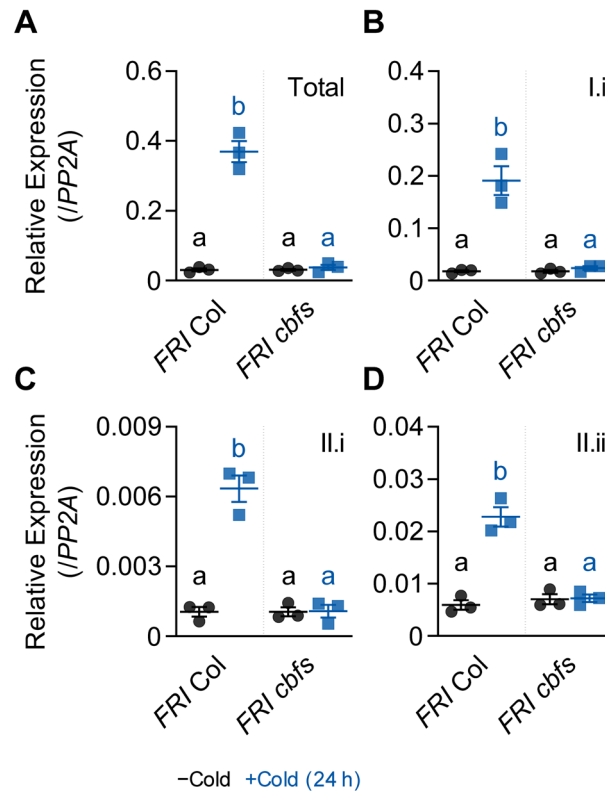 A
Relative Expression
(/PP2A)
0.6
0.4
0.2
0
Total
a
b
a
a
FRI Col
FRI cbfs
B
0.4
0.3
0.2
0.1
0
I.i
a
b
a
a
FRI Col
FRI cbfs
C
Relative Expression
(/PP2A)
0.009
0.006
0.003
0
II.i
a
b
a
a
FRI Col
FRI cbfs
D
0.04
0.03
0.02
0.01
0
II.ii
a
b
a
a
FRI Col
FRI cbfs
−Cold +Cold (24 h)